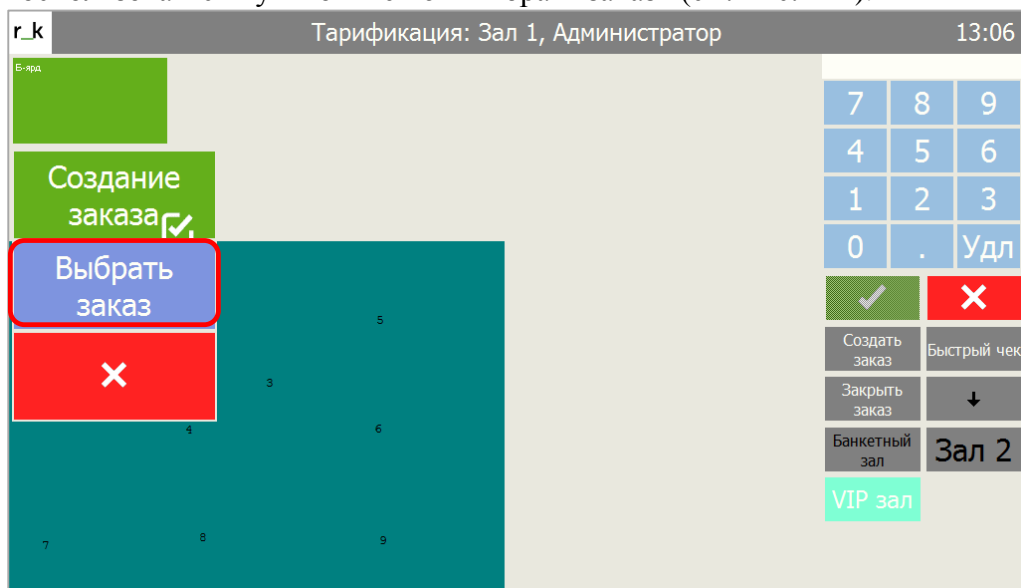 r_k Тарификация: Зал 1, Администратор 13:06
Б-ярд
7 8 9
4 5 6
1 2 3
0 . Удл
Создание
заказа
Выбрать
заказ
5
3
4
6
7
8
9
Создать
заказ
Быстрый чек
Закрыть
заказ
Банкетный
зал
Зал 2
VIP зал